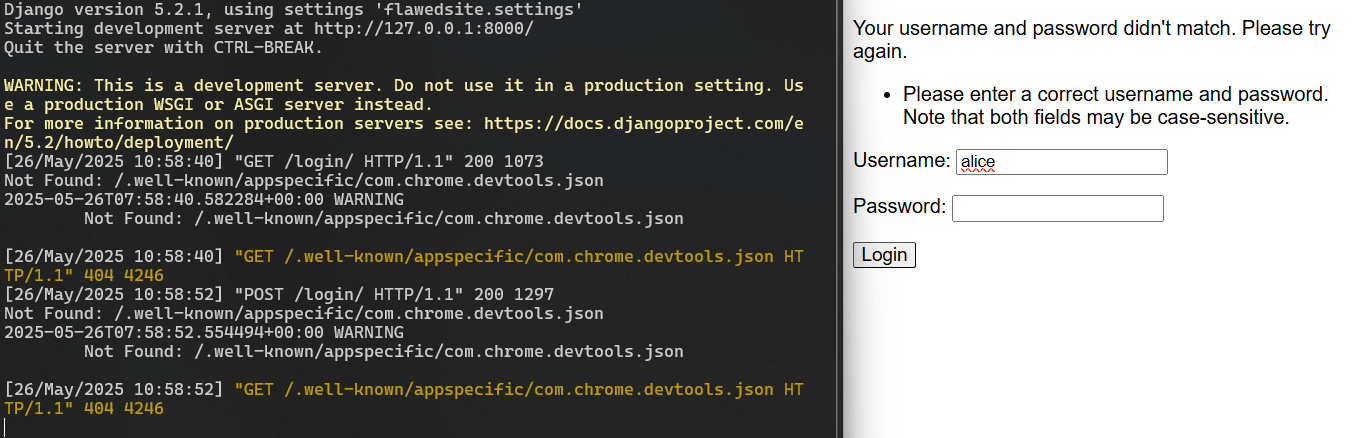 Django version 5.2.1, using settings 'flawedsite.settings'
Starting development server at http://127.0.0.1:8000/
Quit the server with CTRL-BREAK.
WARNING: This is a development server. Do not use it in a production setting. Us
e a production WSGI or ASGI server instead.
For more information on production servers see: https://docs.djangoproject.com/e
n/5.2/howto/deployment/
[26/May/2025 10:58:40] "GET /login/ HTTP/1.1" 200 1073
Not Found: /.well-known/appspecific/com.chrome.devtools.json
2025-05-26T07:58:40.582284+00:00 WARNING
Not Found: /.well-known/appspecific/com.chrome.devtools.json
[26/May/2025 10:58:40] "GET /.well-known/appspecific/com.chrome.devtools.json HT
TP/1.1" 404 4246
[26/May/2025 10:58:52] "POST /login/ HTTP/1.1" 200 1297
Not Found: /.well-known/appspecific/com.chrome.devtools.json
2025-05-26T07:58:52.554494+00:00 WARNING
Not Found: /.well-known/appspecific/com.chrome.devtools.json
[26/May/2025 10:58:52] "GET /.well-known/appspecific/com.chrome.devtools.json HT
TP/1.1" 404 4246
Your username and password didn't match. Please try
again.
• Please enter a correct username and password.
Note that both fields may be case-sensitive.
Username: alice
Password:
Login